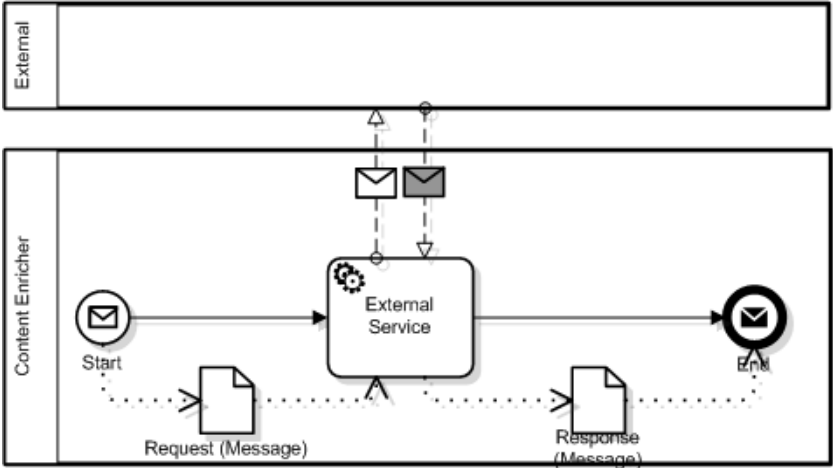 External
Content Enricher
External
Service
Start
End
Request (Message)
Response
(Message)